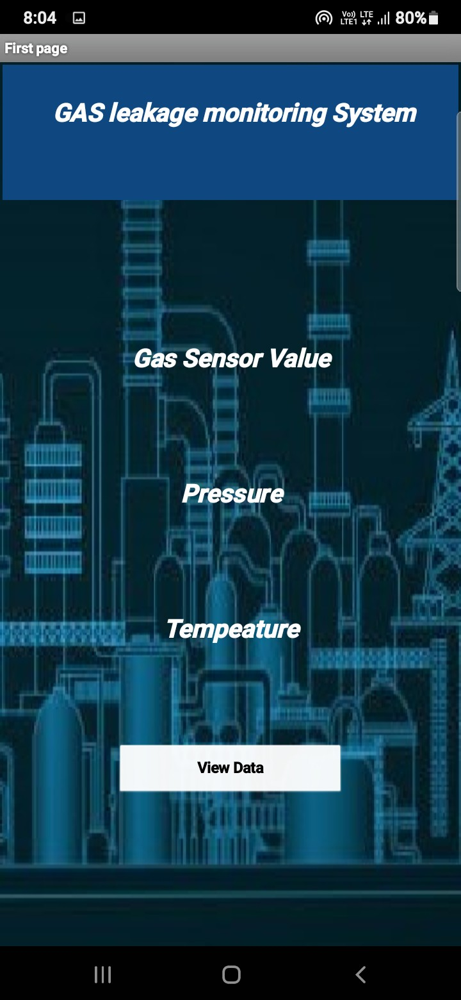 8:04
Vo)) LTE
LTE1
80%
First page
GAS leakage monitoring System
Gas Sensor Value
Pressure
Tempeature
View Data